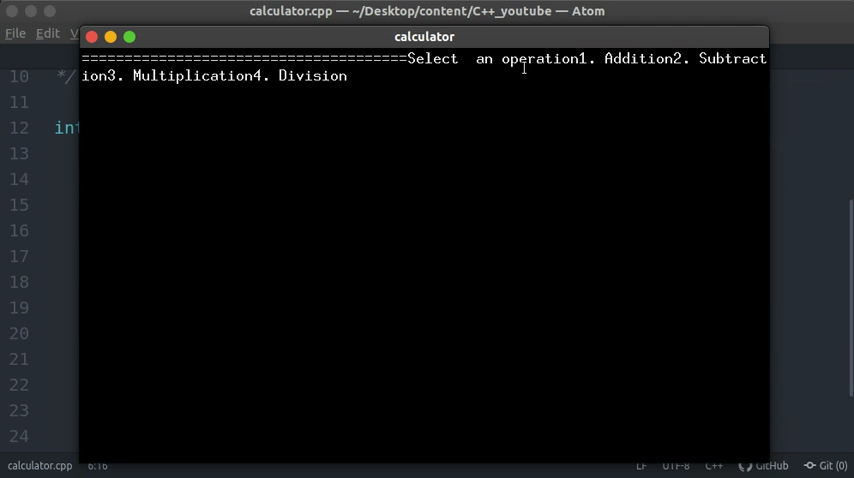 calculator.cpp — ~/Desktop/content/C++_youtube — Atom
File Edit V
calculator
======================================Select  an operation1. Addition2. Subtract
ion3. Multiplication4. Division
10 */
11
12 int
13
14
15
16
17
18
19
20
21
22
23
24
calculator.cpp 6:16 LF UTF-8 C++ GitHub Git (0)